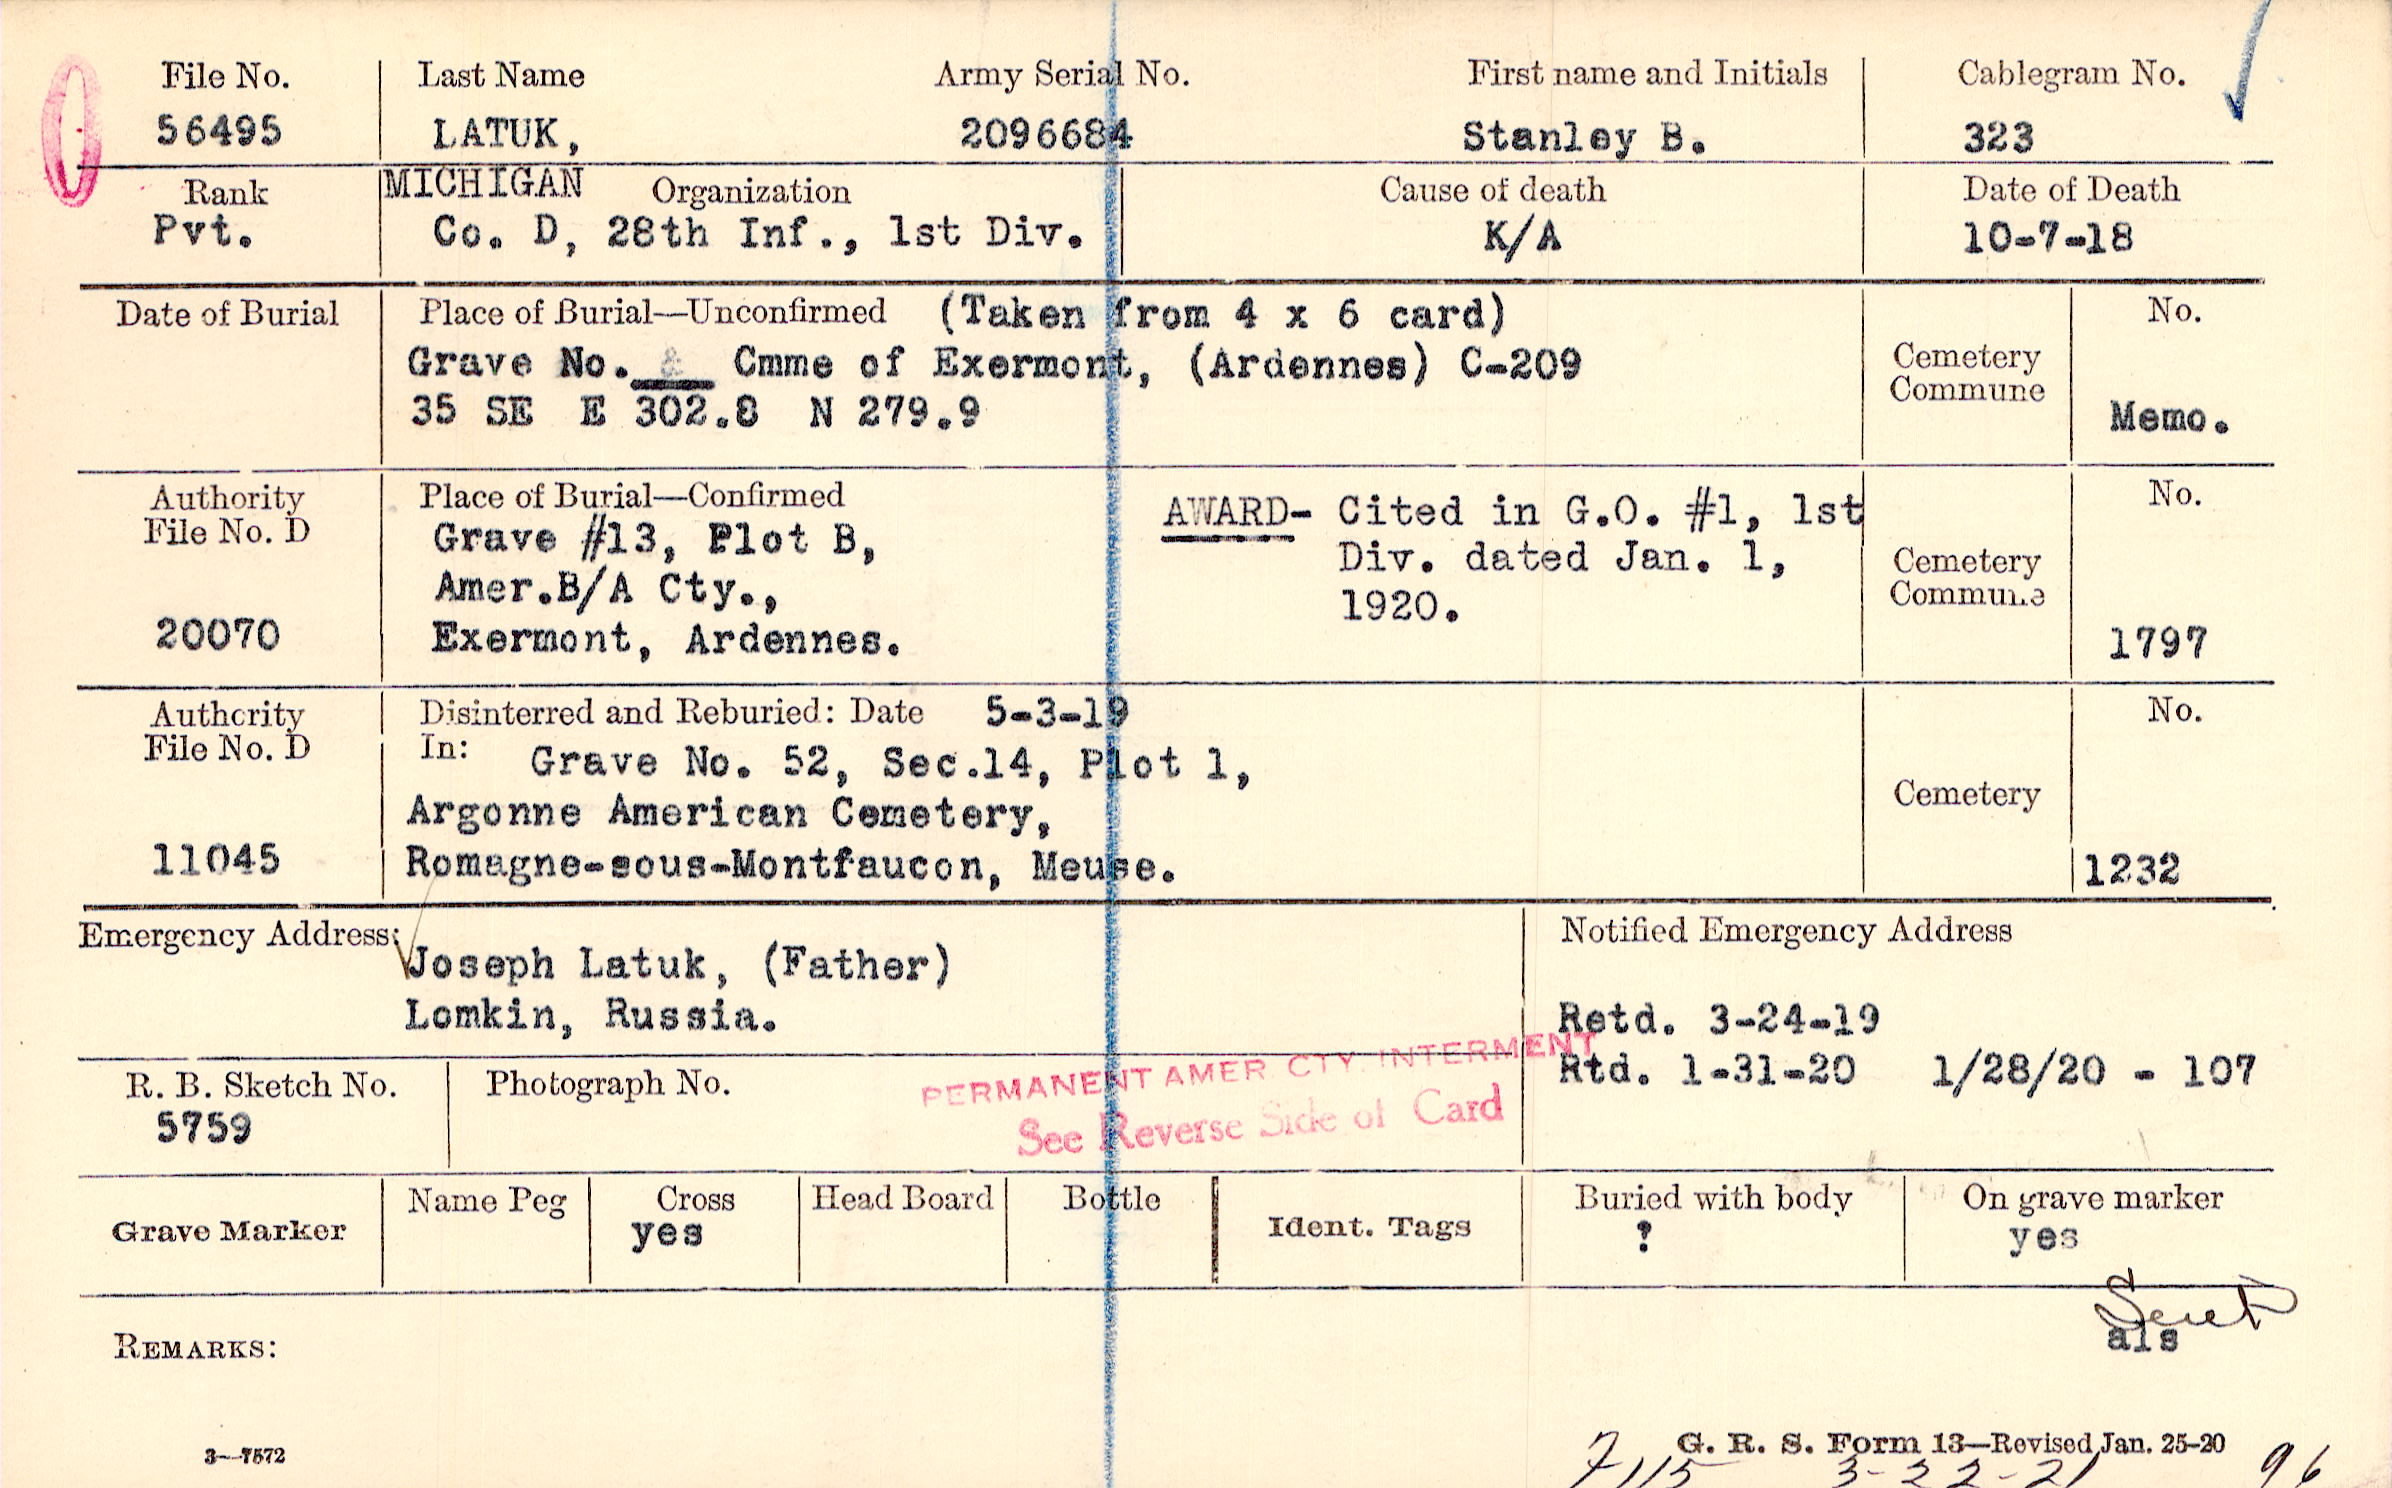 File No. Last Name Army Serial No. First name and Initials Cablegram No.
56495 LATUK, 2096684 Stanley B. 323
Rank MICHIGAN Organization Cause of death Date of Death
Pvt. Co. D, 28th Inf., 1st Div. K/A 10-7-18
Date of Burial Place of Burial—Unconfirmed (Taken from 4 x 6 card) No.
Grave No. Cmme of Exermont, (Ardennes) C-209 Cemetery
Commune
35 SE E 302.8 N 279.9 Memo.
Authority Place of Burial—Confirmed AWARD- Cited in G.O. #1, 1st No.
File No. D Grave #13, Plot B, Div. dated Jan. 1, Cemetery
Amer.B/A Cty., 1920. Commune
20070 Exermont, Ardennes. 1797
Authority Disinterred and Reburied: Date 5-3-19 No.
File No. D In: Grave No. 52, Sec.14, Plot 1,
Argonne American Cemetery, Cemetery
11045 Romagne-sous-Montfaucon, Meuse. 1232
Emergency Address: Notified Emergency Address
Joseph Latuk, (Father)
Lomkin, Russia. Retd. 3-24-19
Rtd. 1-31-20 1/28/20 - 107
R. B. Sketch No. Photograph No. PERMANENT AMER CTY. INTERMENT
5759 See Reverse Side of Card
Grave Marker Name Peg Cross Head Board Bottle Ident. Tags Buried with body On grave marker
yes ? yes
Sent
als
REMARKS:
3—7572 G. R. S. Form 13—Revised Jan. 25-20
7115 3-22-21 96